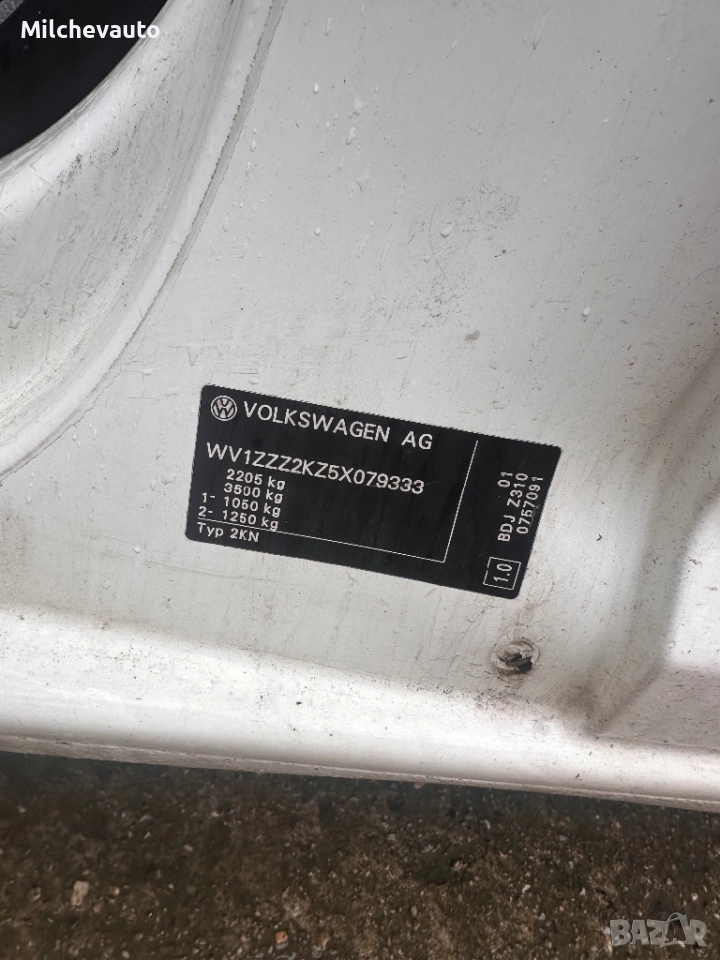 Milchevauto
VOLKSWAGEN AG
WV1ZZZ2KZ5X079333
2205 kg
3500 kg
1- 1050 kg
2- 1250 kg
Typ 2KN
01
BDJ Z310
0757091
1.0
BAZAR